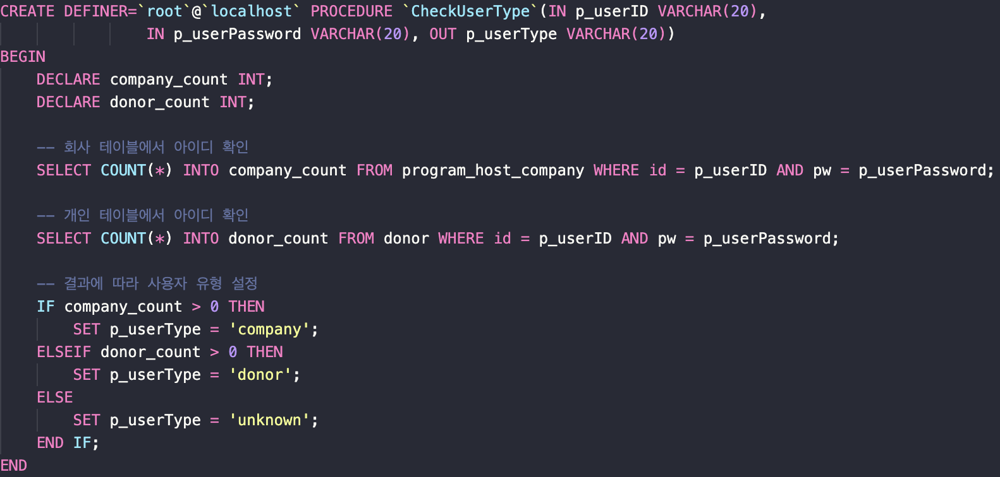 CREATE DEFINER=`root`@`localhost` PROCEDURE `CheckUserType`(IN p_userID VARCHAR(20),
IN p_userPassword VARCHAR(20), OUT p_userType VARCHAR(20))
BEGIN
DECLARE company_count INT;
DECLARE donor_count INT;
-- 회사 테이블에서 아이디 확인
SELECT COUNT(*) INTO company_count FROM program_host_company WHERE id = p_userID AND pw = p_userPassword;
-- 개인 테이블에서 아이디 확인
SELECT COUNT(*) INTO donor_count FROM donor WHERE id = p_userID AND pw = p_userPassword;
-- 결과에 따라 사용자 유형 설정
IF company_count > 0 THEN
SET p_userType = 'company';
ELSEIF donor_count > 0 THEN
SET p_userType = 'donor';
ELSE
SET p_userType = 'unknown';
END IF;
END